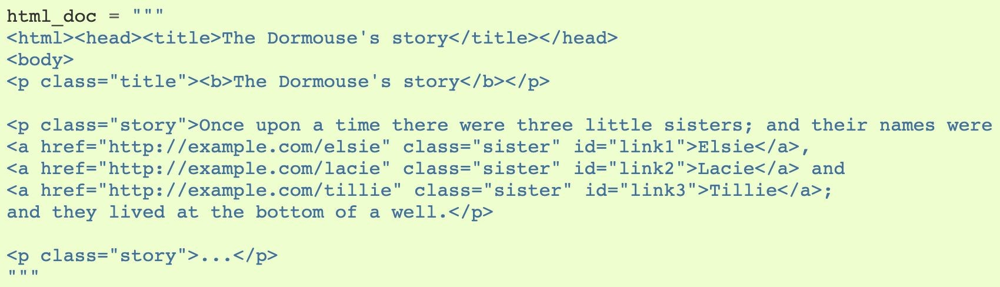 html_doc = """
<html><head><title>The Dormouse's story</title></head>
<body>
<p class="title"><b>The Dormouse's story</b></p>

<p class="story">Once upon a time there were three little sisters; and their names were
<a href="http://example.com/elsie" class="sister" id="link1">Elsie</a>,
<a href="http://example.com/lacie" class="sister" id="link2">Lacie</a> and
<a href="http://example.com/tillie" class="sister" id="link3">Tillie</a>;
and they lived at the bottom of a well.</p>

<p class="story">...</p>
"""